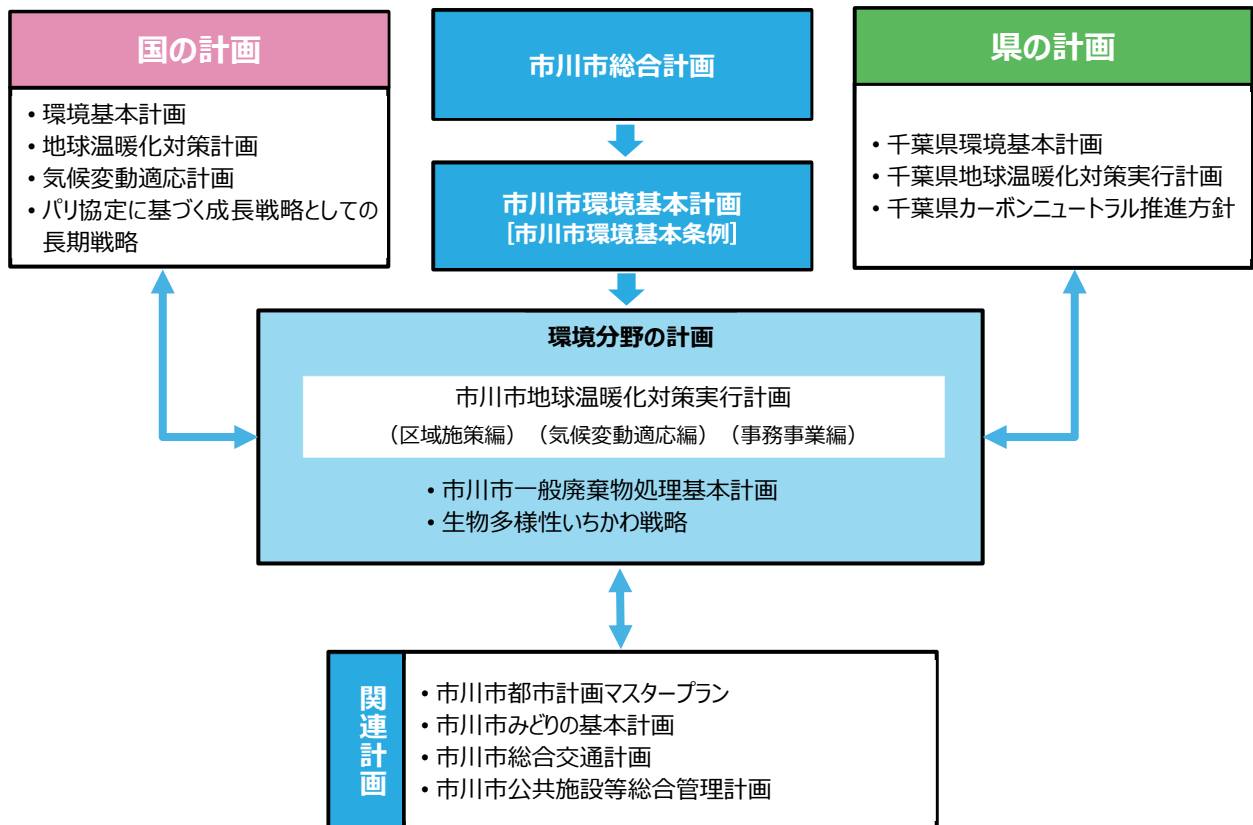 国の計画
・環境基本計画
・地球温暖化対策計画
・気候変動適応計画
・パリ協定に基づく成長戦略としての
長期戦略
市川市総合計画
市川市環境基本計画
[市川市環境基本条例]
県の計画
・千葉県環境基本計画
・千葉県地球温暖化対策実行計画
・千葉県カーボンニュートラル推進方針
環境分野の計画
市川市地球温暖化対策実行計画
（区域施策編）（気候変動適応編）（事務事業編）
・市川市一般廃棄物処理基本計画
・生物多様性いちかわ戦略
関連計画
・市川市都市計画マスタープラン
・市川市みどりの基本計画
・市川市総合交通計画
・市川市公共施設等総合管理計画